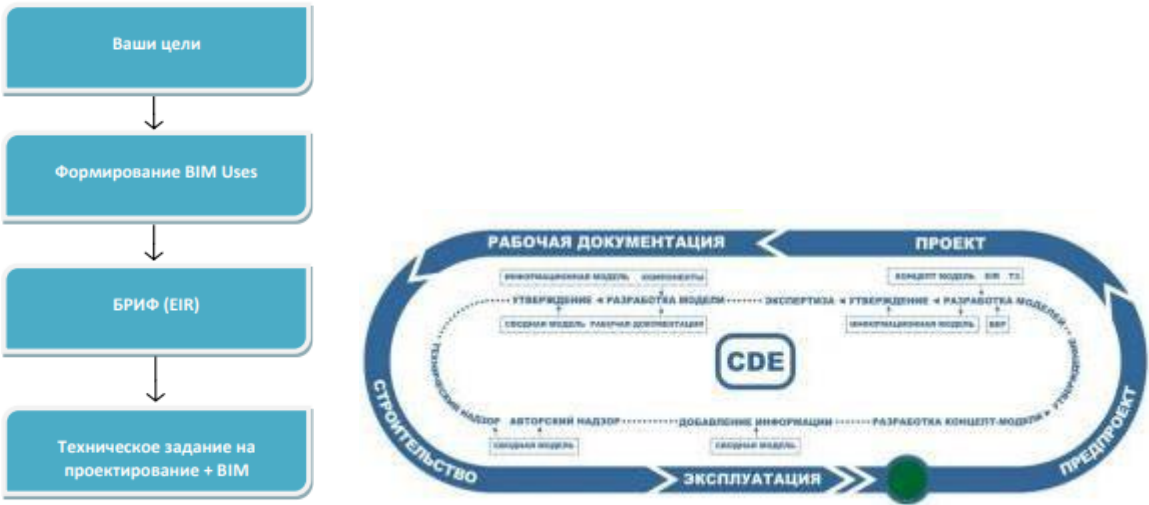 Ваши цели
Формирование BIM Uses
БРИФ (EIR)
Техническое задание на
проектирование + BIM
РАБОЧАЯ ДОКУМЕНТАЦИЯ
ПРОЕКТ
ИНФОРМАЦИОННАЯ МОДЕЛЬ КОМПОНЕНТЫ
КОНЦЕПТ МОДЕЛЬ EIR ТЗ
УТВЕРЖДЕНИЕ РАЗРАБОТКА МОДЕЛИ
ЭКСПЕРТИЗА УТВЕРЖДЕНИЕ РАЗРАБОТКА МОДЕЛЕЙ
СВОДНАЯ МОДЕЛЬ РАБОЧАЯ ДОКУМЕНТАЦИЯ
ИНФОРМАЦИОННАЯ МОДЕЛЬ
CDE
УТВЕРЖДЕНИЕ
ТЕХНИЧЕСКИЙ НАДЗОР
АВТОРСКИЙ НАДЗОР
ДОБАВЛЕНИЕ ИНФОРМАЦИИ
РАЗРАБОТКА КОНЦЕПТ-МОДЕЛИ
СВОДНАЯ МОДЕЛЬ
СВОДНАЯ МОДЕЛЬ
СТРОИТЕЛЬСТВО
ЭКСПЛУАТАЦИЯ
ПРЕДПРОЕКТ